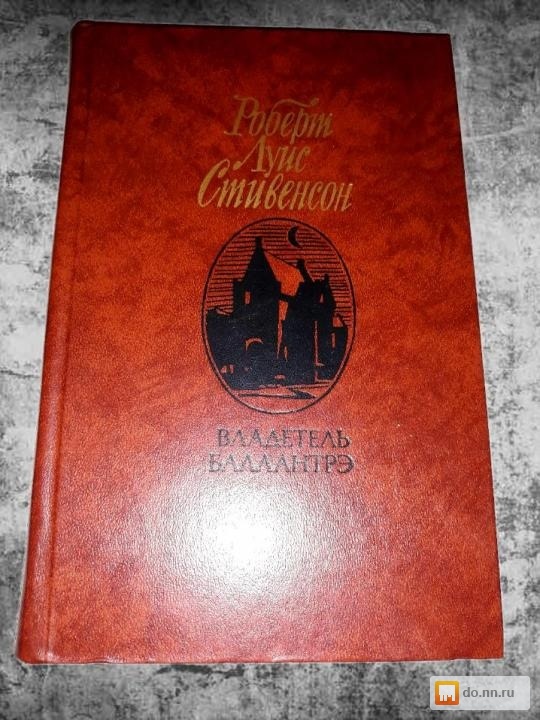 Роберт
Луис
Стивенсон
ВЛАДЕТЕЛЬ
БАЛЛАНТРЭ
do.nn.ru